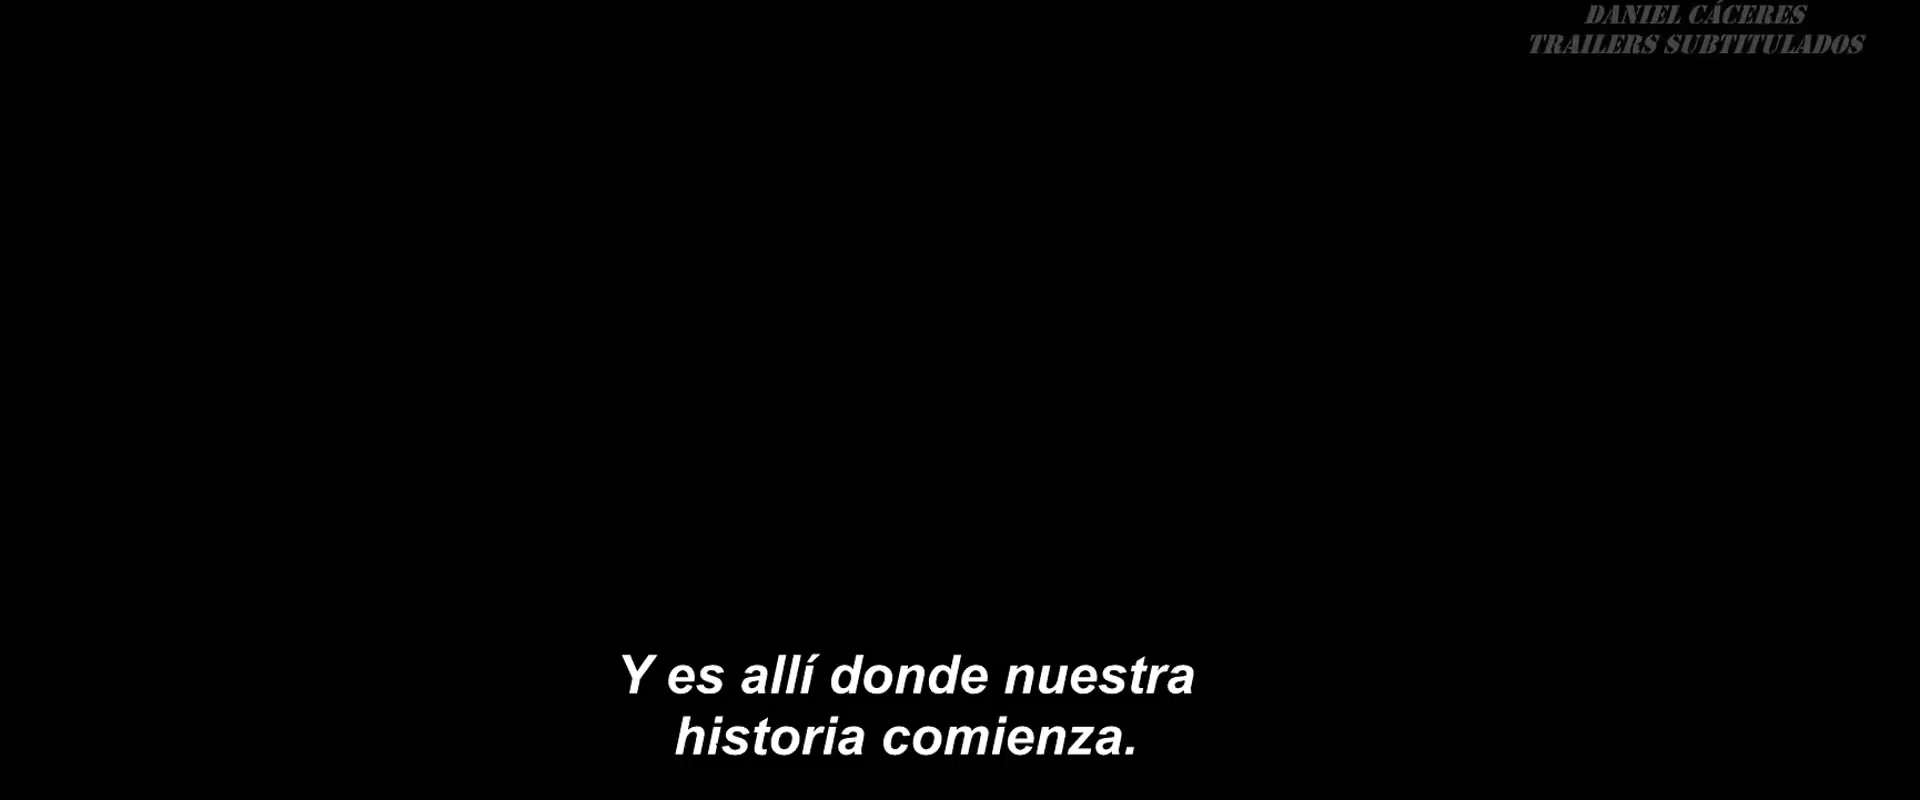 DANIEL CÁCERES
TRAILERS SUBTITULADOS
Y es allí donde nuestra
historia comienza.